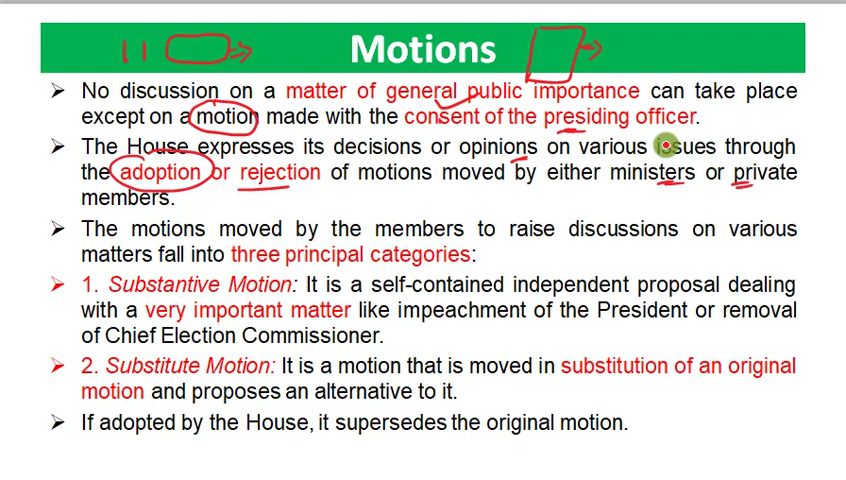 Motions
➢ No discussion on a matter of general public importance can take place
except on a motion made with the consent of the presiding officer.
➢ The House expresses its decisions or opinions on various issues through
the adoption or rejection of motions moved by either ministers or private
members.
➢ The motions moved by the members to raise discussions on various
matters fall into three principal categories:
➢ 1. Substantive Motion: It is a self-contained independent proposal dealing
with a very important matter like impeachment of the President or removal
of Chief Election Commissioner.
➢ 2. Substitute Motion: It is a motion that is moved in substitution of an original
motion and proposes an alternative to it.
➢ If adopted by the House, it supersedes the original motion.